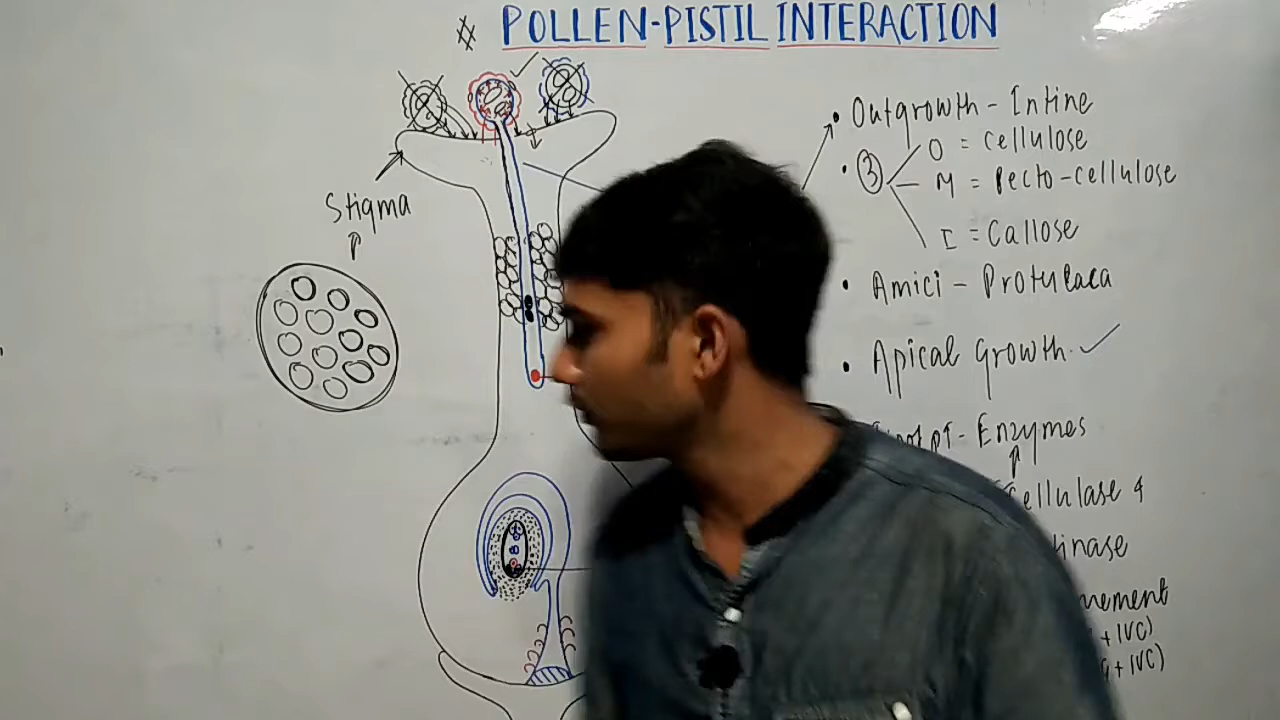 # POLLEN-PISTIL INTERACTION
Stigma
• Outgrowth - Intine
• 3 O = Cellulose
M = Pecto-cellulose
I = Callose
• Amici - Protulaca
• Apical Growth ✓
Enzymes
Cellulase &
inase
ement
+ IVC)
+ IVC)